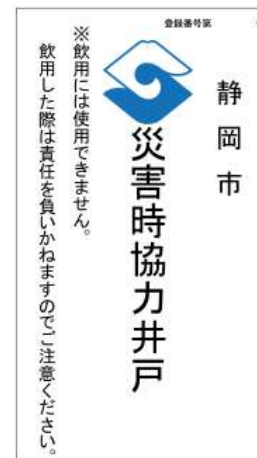 登録番号第
静岡市
災害時協力井戸
※飲用には使用できません。
飲用した際は責任を負いかねますのでご注意ください。